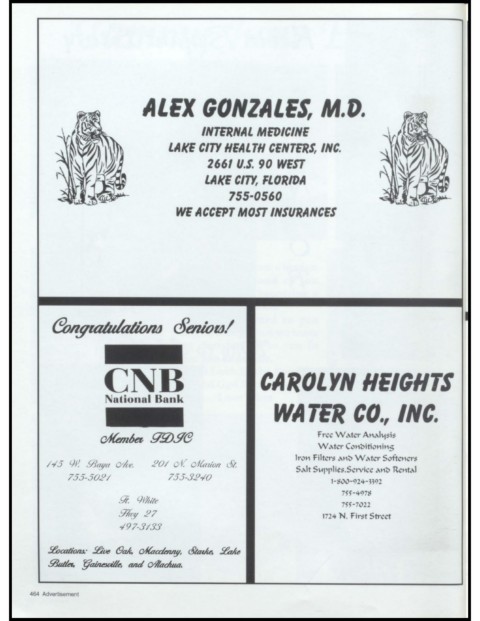 ALEX GONZALES, M.D.
INTERNAL MEDICINE
LAKE CITY HEALTH CENTERS, INC.
2661 U.S. 90 WEST
LAKE CITY, FLORIDA
755-0560
WE ACCEPT MOST INSURANCES
Congratulations Seniors!
CNB
National Bank
Member FDIC
145 W. Baya Ave. 201 N. Marion St.
755-5021 755-3240
Ft. White
Hwy 27
497-3133
Locations: Live Oak, Macclenny, Starke, Lake
Butler, Gainesville, and Alachua.
CAROLYN HEIGHTS
WATER CO., INC.
Free Water Analysis
Water Conditioning
Iron Filters and Water Softeners
Salt Supplies.Service and Rental
1-800-924-3392
755-4978
755-7022
1724 N. First Street
464 Advertisement